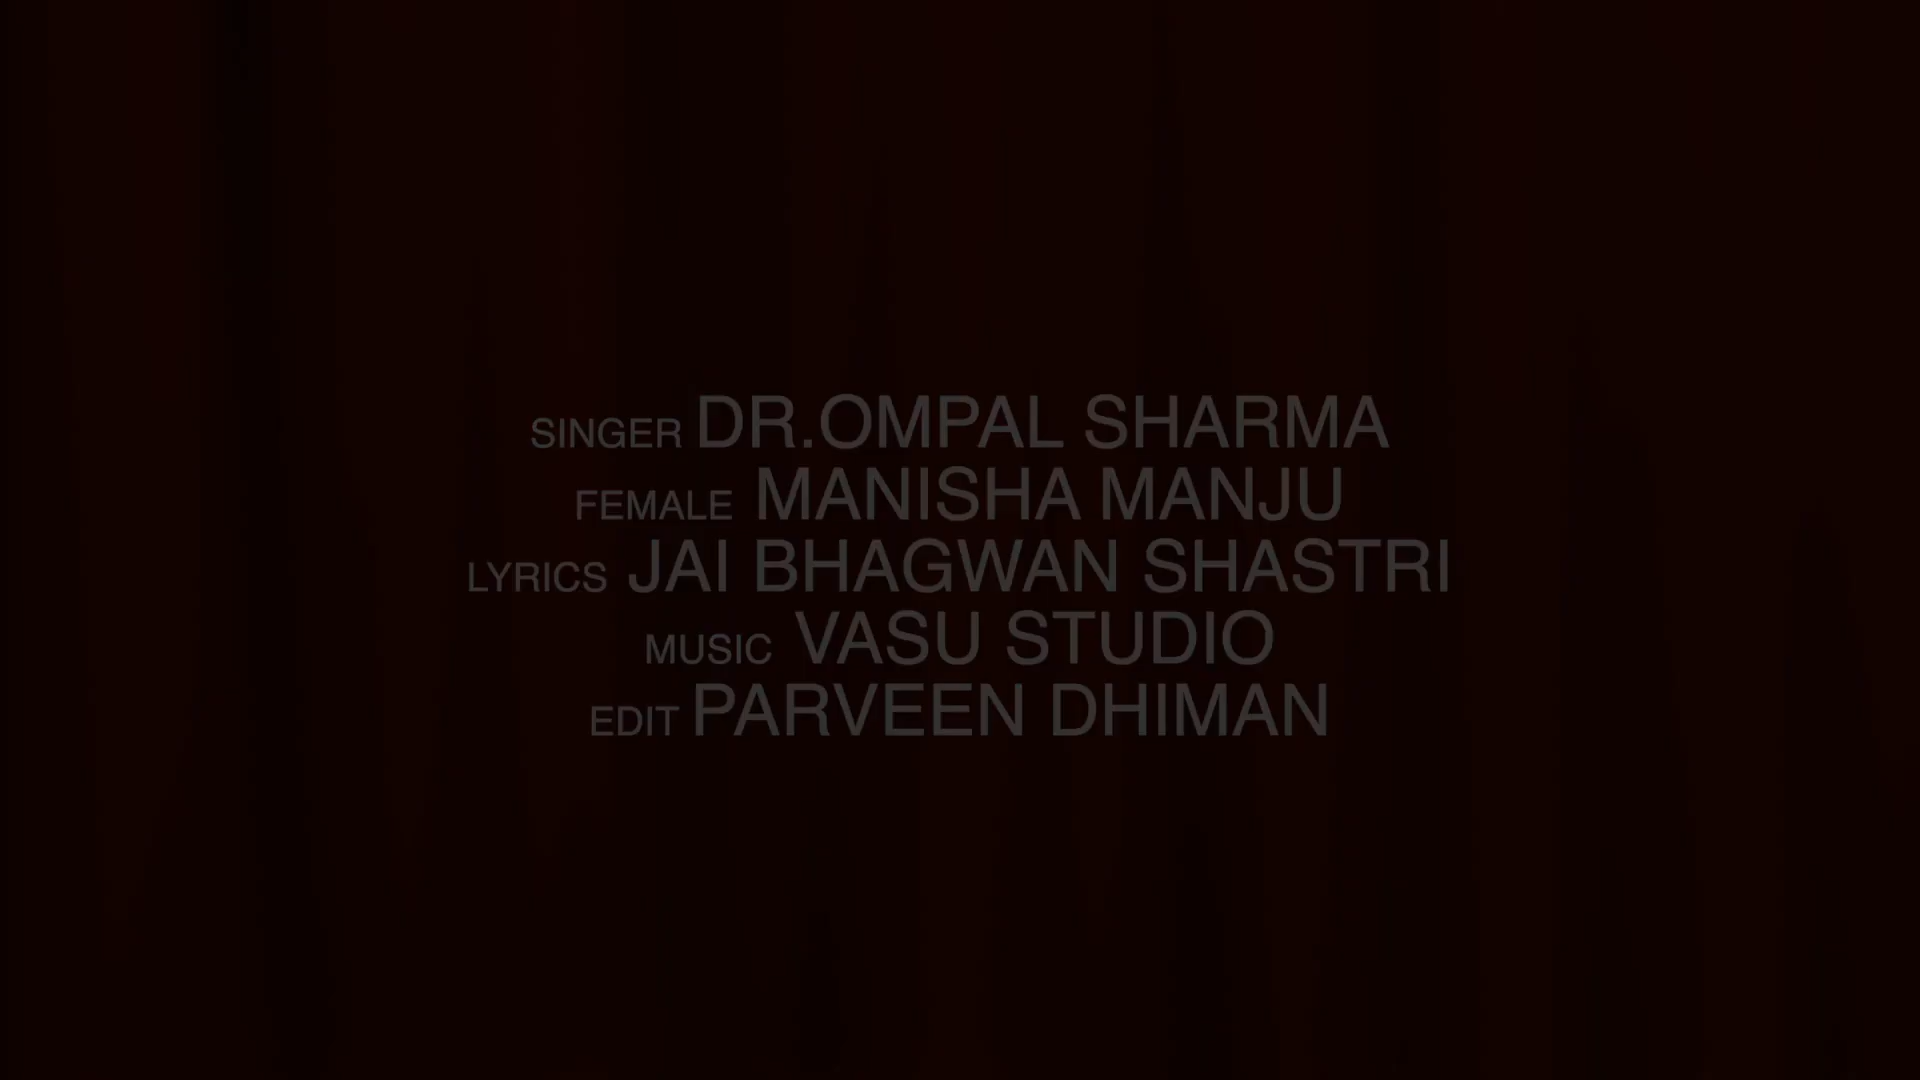 SINGER DR.OMPAL SHARMA
FEMALE MANISHA MANJU
LYRICS JAI BHAGWAN SHASTRI
MUSIC VASU STUDIO
EDIT PARVEEN DHIMAN